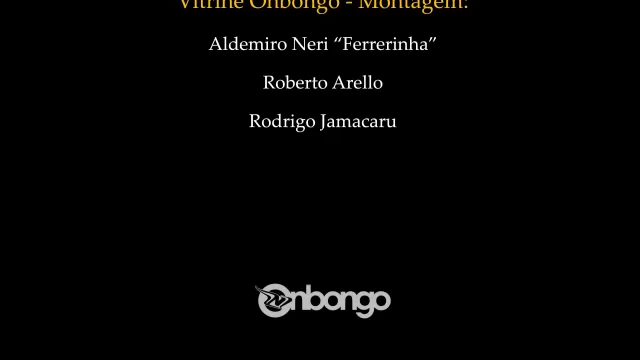 Vitrine Onbongo - Montagem:
Aldemiro Neri “Ferrerinha”
Roberto Arello
Rodrigo Jamacaru
Onbongo